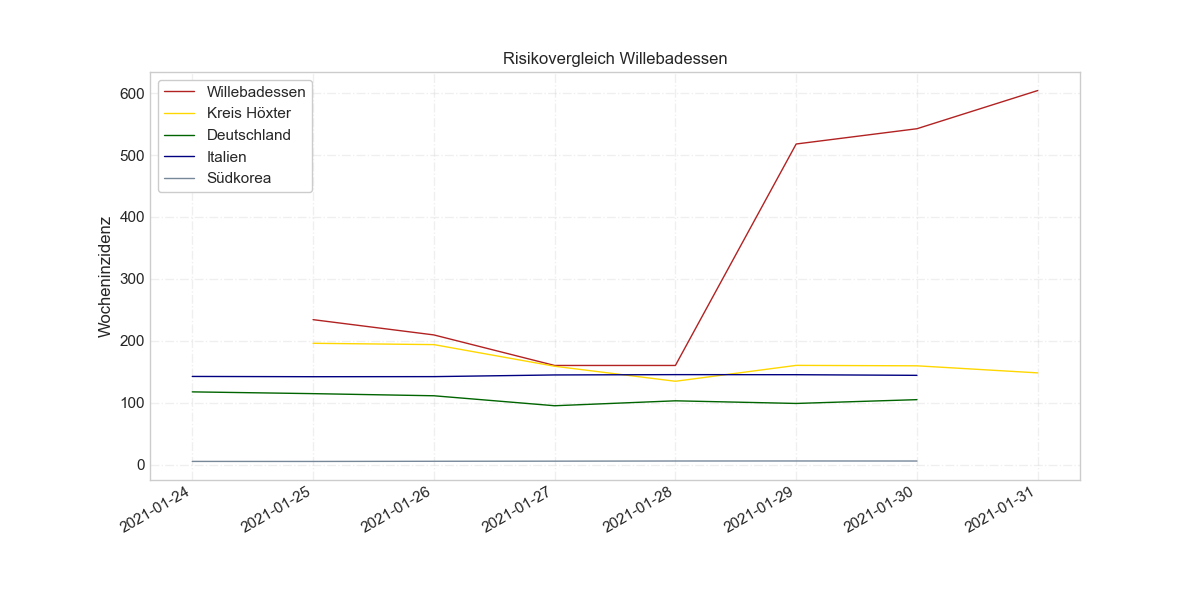 Risikovergleich Willebadessen
Willebadessen
Kreis Höxter
Deutschland
Italien
Südkorea
Wocheninzidenz
600
500
400
300
200
100
0
2021-01-24
2021-01-25
2021-01-26
2021-01-27
2021-01-28
2021-01-29
2021-01-30
2021-01-31